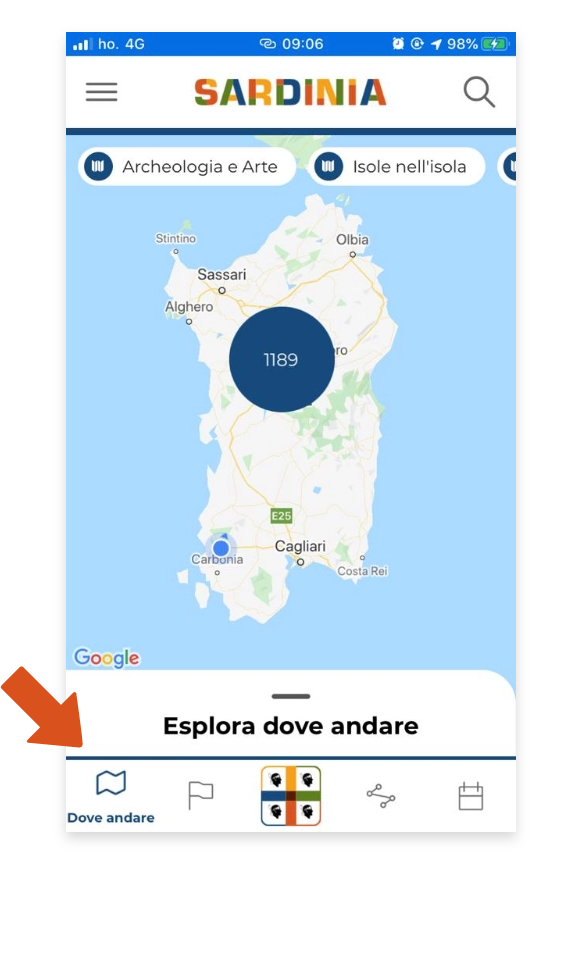 ho. 4G 09:06 98%
SARDINIA
Archeologia e Arte Isole nell'isola
Stintino
Olbia
Sassari
Alghero
1189
ro
E25
Cagliari
Carbonia
Costa Rei
Google
Esplora dove andare
Dove andare